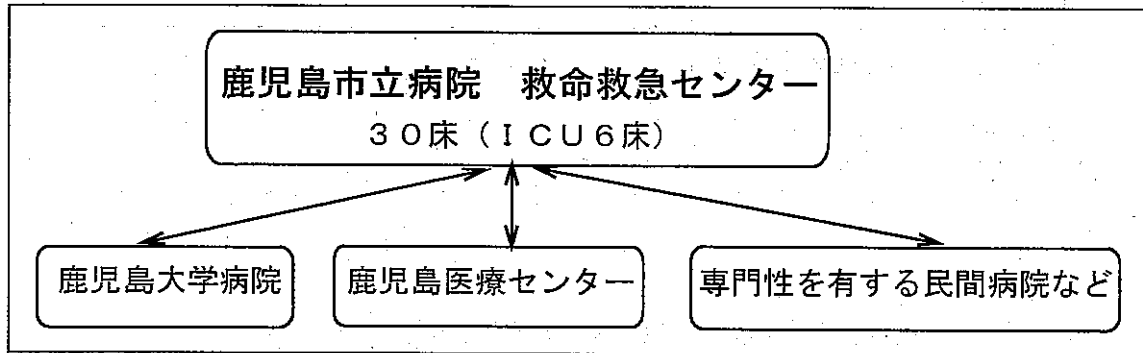 鹿児島市立病院　救命救急センター
３０床（ＩＣＵ６床）
鹿児島大学病院
鹿児島医療センター
専門性を有する民間病院など